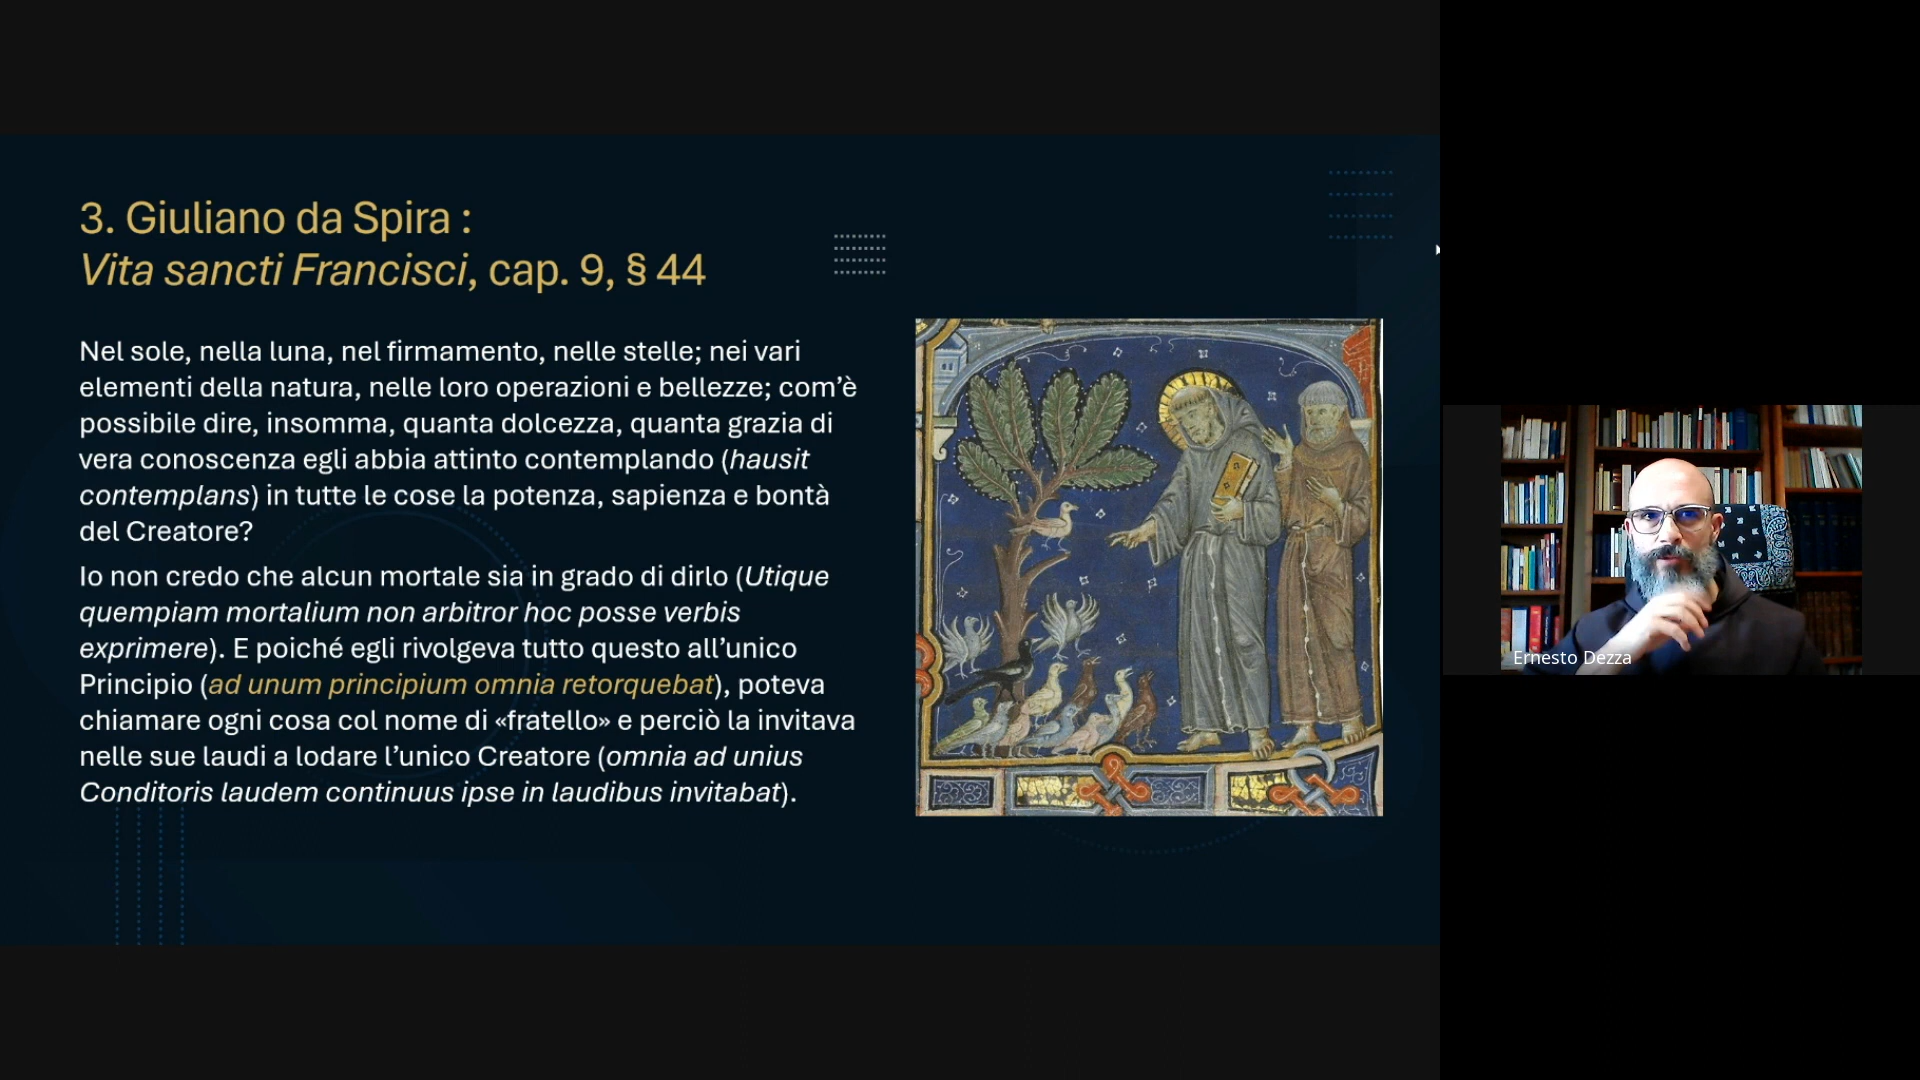 3. Giuliano da Spira :
Vita sancti Francisci, cap. 9, § 44
Nel sole, nella luna, nel firmamento, nelle stelle; nei vari
elementi della natura, nelle loro operazioni e bellezze; com’è
possibile dire, insomma, quanta dolcezza, quanta grazia di
vera conoscenza egli abbia attinto contemplando (hausit
contemplans) in tutte le cose la potenza, sapienza e bontà
del Creatore?
Io non credo che alcun mortale sia in grado di dirlo (Utique
quempiam mortalium non arbitror hoc posse verbis
exprimere). E poiché egli rivolgeva tutto questo all’unico
Principio (ad unum principium omnia retorquebat), poteva
chiamare ogni cosa col nome di «fratello» e perciò la invitava
nelle sue laudi a lodare l’unico Creatore (omnia ad unius
Conditoris laudem continuus ipse in laudibus invitabat).
Ernesto Dezza